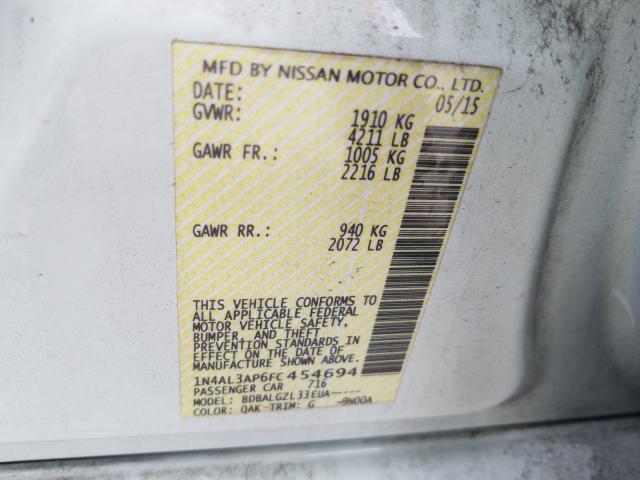 MFD BY NISSAN MOTOR CO., LTD.
DATE: 05/15
GVWR: 1910 KG
4211 LB
GAWR FR.: 1005 KG
2216 LB
GAWR RR.: 940 KG
2072 LB
THIS VEHICLE CONFORMS TO
ALL APPLICABLE FEDERAL
MOTOR VEHICLE SAFETY,
BUMPER, AND THEFT
PREVENTION STANDARDS IN
EFFECT ON THE DATE OF
MANUFACTURE SHOWN ABOVE.
1N4AL3AP6FC454694
PASSENGER CAR 716
MODEL: BDBALGZL33EUA-----
COLOR: QAK-TRIM: G -9N00A